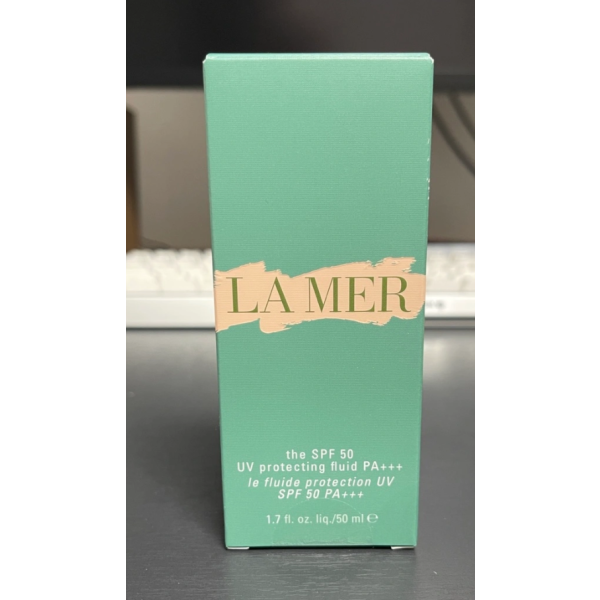 LA MER
the SPF 50
UV protecting fluid PA+++
le fluide protection UV
SPF 50 PA+++
1.7 fl. oz. liq./50 ml ℮